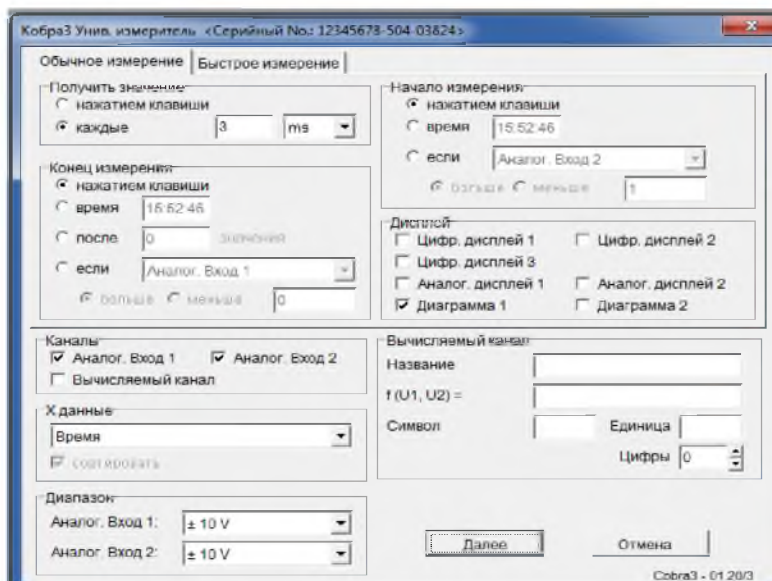 Кобра3 Унив. измеритель <Серийный No.: 12345678-504-03824>
Обычное измерение Быстрое измерение
Получить значение
нажатием клавиши
каждые 3 ms
Конец измерения
нажатием клавиши
время 15:52:46
после 0 значения
если Аналог. Вход 1
больше меньше 0
Начало измерения
нажатием клавиши
время 15:52:46
если Аналог. Вход 2
больше меньше 1
Дисплей
Цифр. дисплей 1 Цифр. дисплей 2
Цифр. дисплей 3
Аналог. дисплей 1 Аналог. дисплей 2
Диаграмма 1 Диаграмма 2
Каналы
Аналог. Вход 1 Аналог. Вход 2
Вычисляемый канал
X данные
Время
сортировать
Диапазон
Аналог. Вход 1: ± 10 V
Аналог. Вход 2: ± 10 V
Вычисляемый канал
Название
f (U1, U2) =
Символ Единица
Цифры 0
Далее Отмена
Cobra3 - 01.20/3